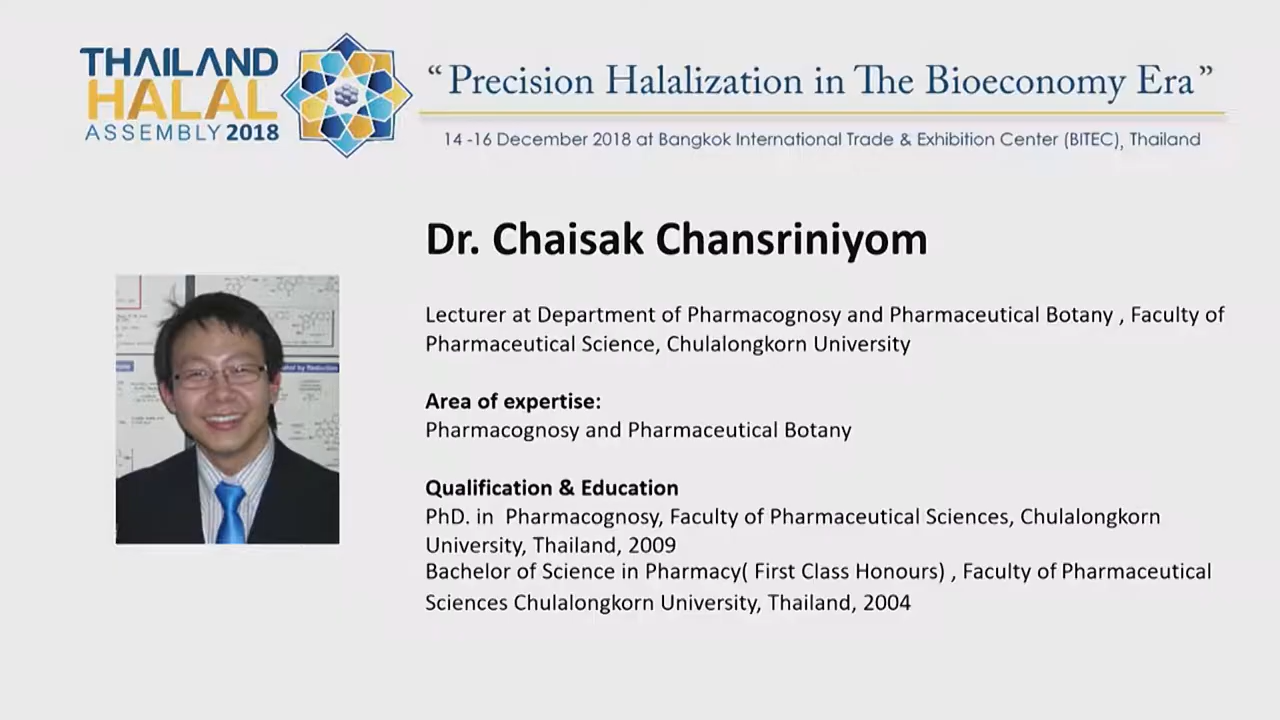 THAILAND
HALAL
ASSEMBLY 2018
“Precision Halalization in The Bioeconomy Era”
14 -16 December 2018 at Bangkok International Trade & Exhibition Center (BITEC), Thailand
Dr. Chaisak Chansriniyom
Lecturer at Department of Pharmacognosy and Pharmaceutical Botany , Faculty of
Pharmaceutical Science, Chulalongkorn University
Area of expertise:
Pharmacognosy and Pharmaceutical Botany
Qualification & Education
PhD. in  Pharmacognosy, Faculty of Pharmaceutical Sciences, Chulalongkorn
University, Thailand, 2009
Bachelor of Science in Pharmacy( First Class Honours) , Faculty of Pharmaceutical
Sciences Chulalongkorn University, Thailand, 2004